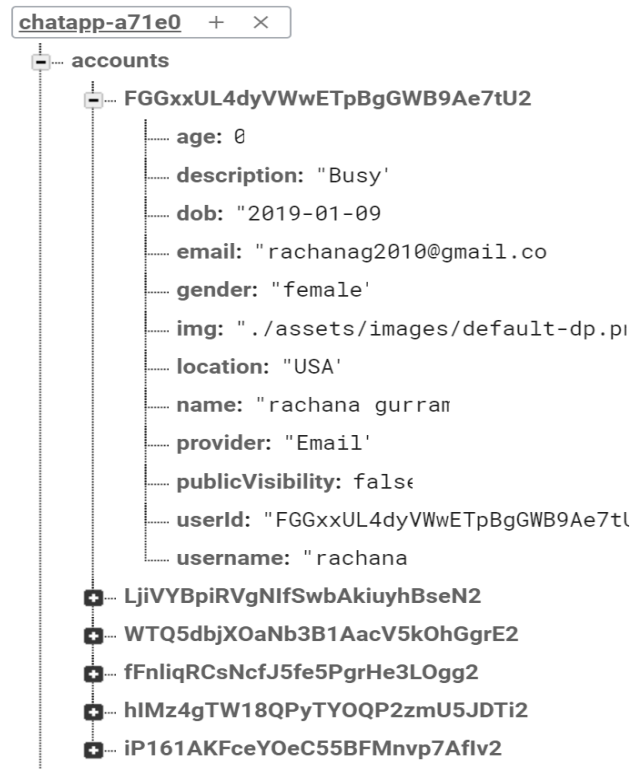 chatapp-a71e0 + ×
accounts
FGGxxUL4dyVWwETpBgGWB9Ae7tU2
age: 0
description: "Busy'
dob: "2019-01-09
email: "rachanag2010@gmail.co
gender: "female'
img: "./assets/images/default-dp.pn
location: "USA'
name: "rachana gurram
provider: "Email'
publicVisibility: false
userId: "FGGxxUL4dyVWwETpBgGWB9Ae7tU
username: "rachana
LjiVYBpiRVgNIfSwbAkiuyhBseN2
WTQ5dbjXOaNb3B1AacV5kOhGgrE2
fFnliqRCsNcfJ5fe5PgrHe3LOgg2
hIMz4gTW18QPyTYOQP2zmU5JDTi2
iP161AKFceYOeC55BFMnvp7AfIv2